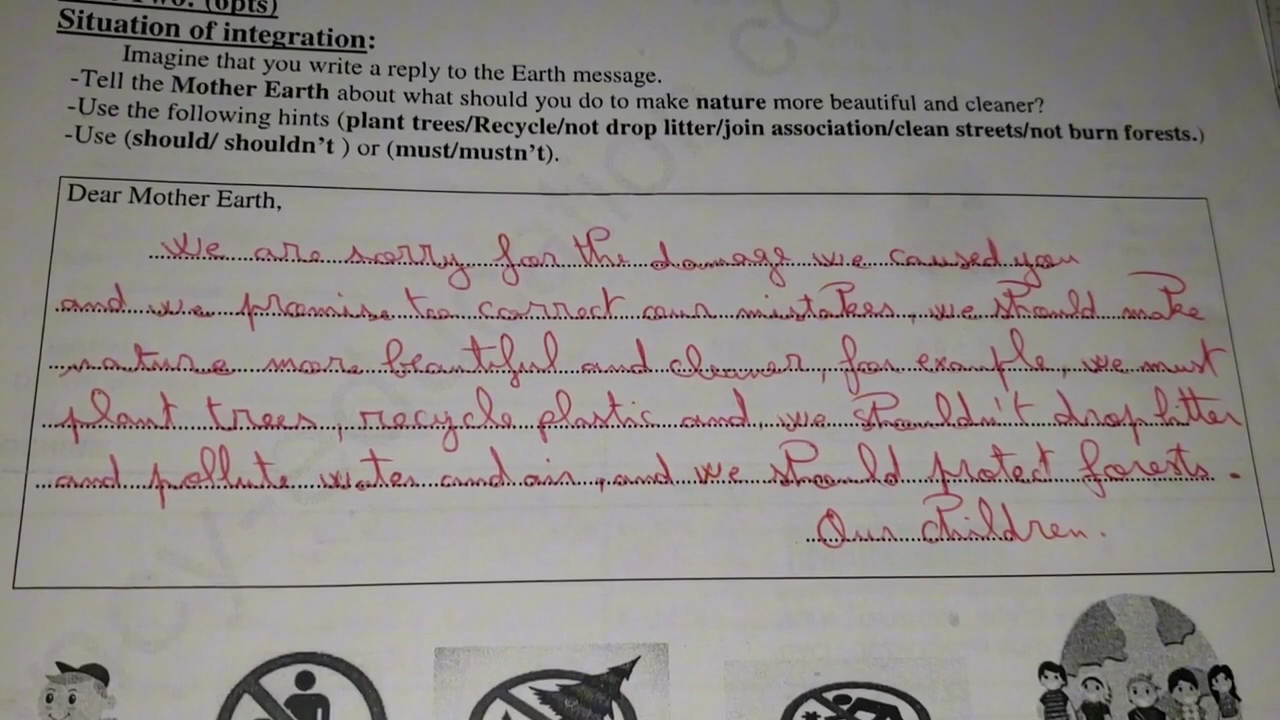 (6pts)
Situation of integration:
Imagine that you write a reply to the Earth message.
-Tell the Mother Earth about what should you do to make nature more beautiful and cleaner?
-Use the following hints (plant trees/Recycle/not drop litter/join association/clean streets/not burn forests.)
-Use (should/ shouldn't ) or (must/mustn't).
Dear Mother Earth,
We are sorry for the damage we caused you
and we promise to correct our mistakes, we should make
nature more beautiful and cleaner, for example, we must
plant trees, recycle plastic and we shouldn't drop litter
and pollute water and air, and we should protect forests.
Our children.